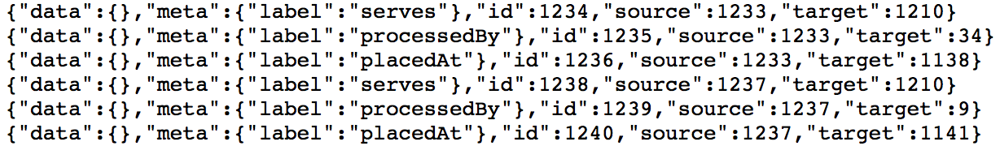 {"data":{},"meta":{"label":"serves"},"id":1234,"source":1233,"target":1210}
{"data":{},"meta":{"label":"processedBy"},"id":1235,"source":1233,"target":34}
{"data":{},"meta":{"label":"placedAt"},"id":1236,"source":1233,"target":1138}
{"data":{},"meta":{"label":"serves"},"id":1238,"source":1237,"target":1210}
{"data":{},"meta":{"label":"processedBy"},"id":1239,"source":1237,"target":9}
{"data":{},"meta":{"label":"placedAt"},"id":1240,"source":1237,"target":1141}